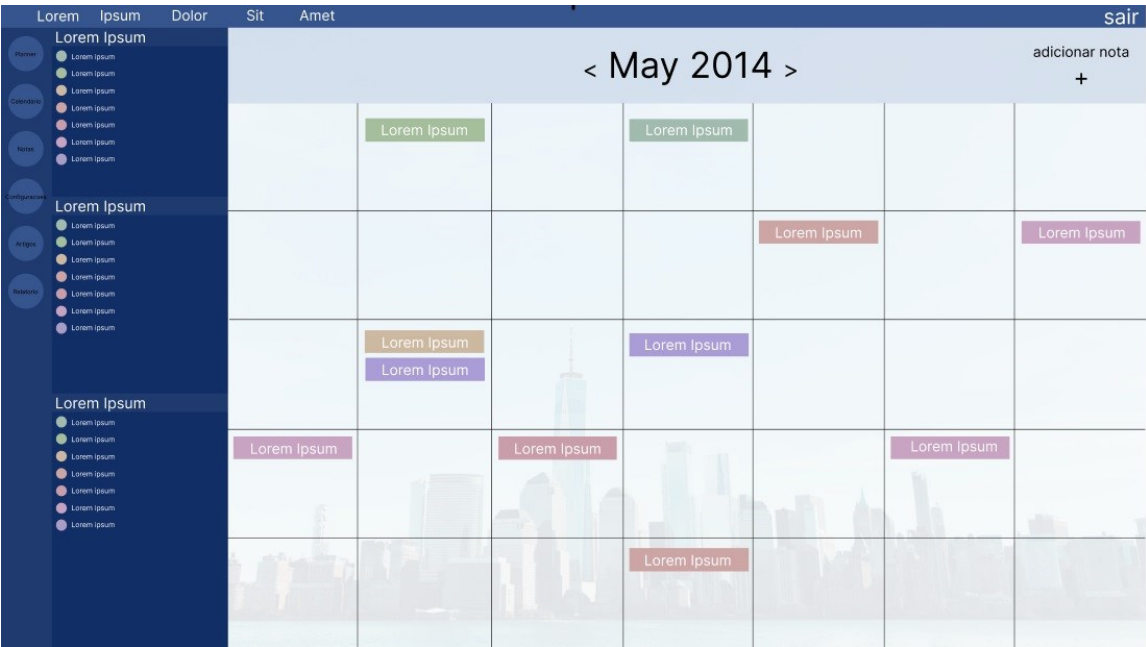 Lorem Ipsum Dolor Sit Amet sair
Planner
Calendario
Notas
Configuracoes
Artigos
Relatorio
Lorem Ipsum
Lorem ipsum
Lorem ipsum
Lorem ipsum
Lorem ipsum
Lorem ipsum
Lorem ipsum
Lorem ipsum
Lorem Ipsum
Lorem ipsum
Lorem ipsum
Lorem ipsum
Lorem ipsum
Lorem ipsum
Lorem ipsum
Lorem ipsum
Lorem Ipsum
Lorem ipsum
Lorem ipsum
Lorem ipsum
Lorem ipsum
Lorem ipsum
Lorem ipsum
Lorem ipsum
< May 2014 >
adicionar nota
+
Lorem Ipsum Lorem Ipsum
Lorem Ipsum Lorem Ipsum
Lorem Ipsum Lorem Ipsum
Lorem Ipsum
Lorem Ipsum Lorem Ipsum Lorem Ipsum
Lorem Ipsum